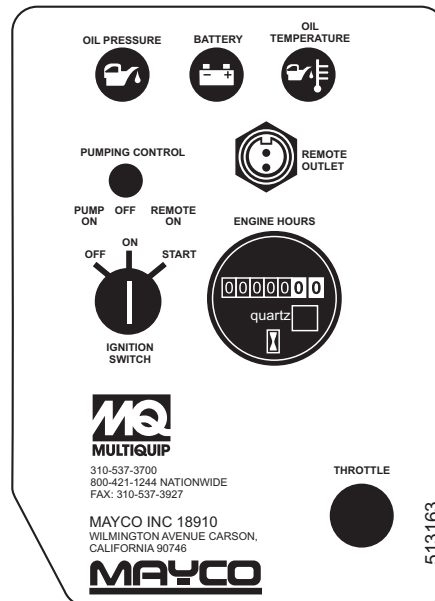 OIL PRESSURE
BATTERY
OIL
TEMPERATURE
PUMPING CONTROL
REMOTE
OUTLET
PUMP
ON
OFF
REMOTE
ON
ENGINE HOURS
OFF
ON
START
0000000
quartz
IGNITION
SWITCH
MQ
MULTIQUIP
310-537-3700
800-421-1244 NATIONWIDE
FAX: 310-537-3927
THROTTLE
MAYCO INC 18910
WILMINGTON AVENUE CARSON,
CALIFORNIA 90746
MAYCO
513163